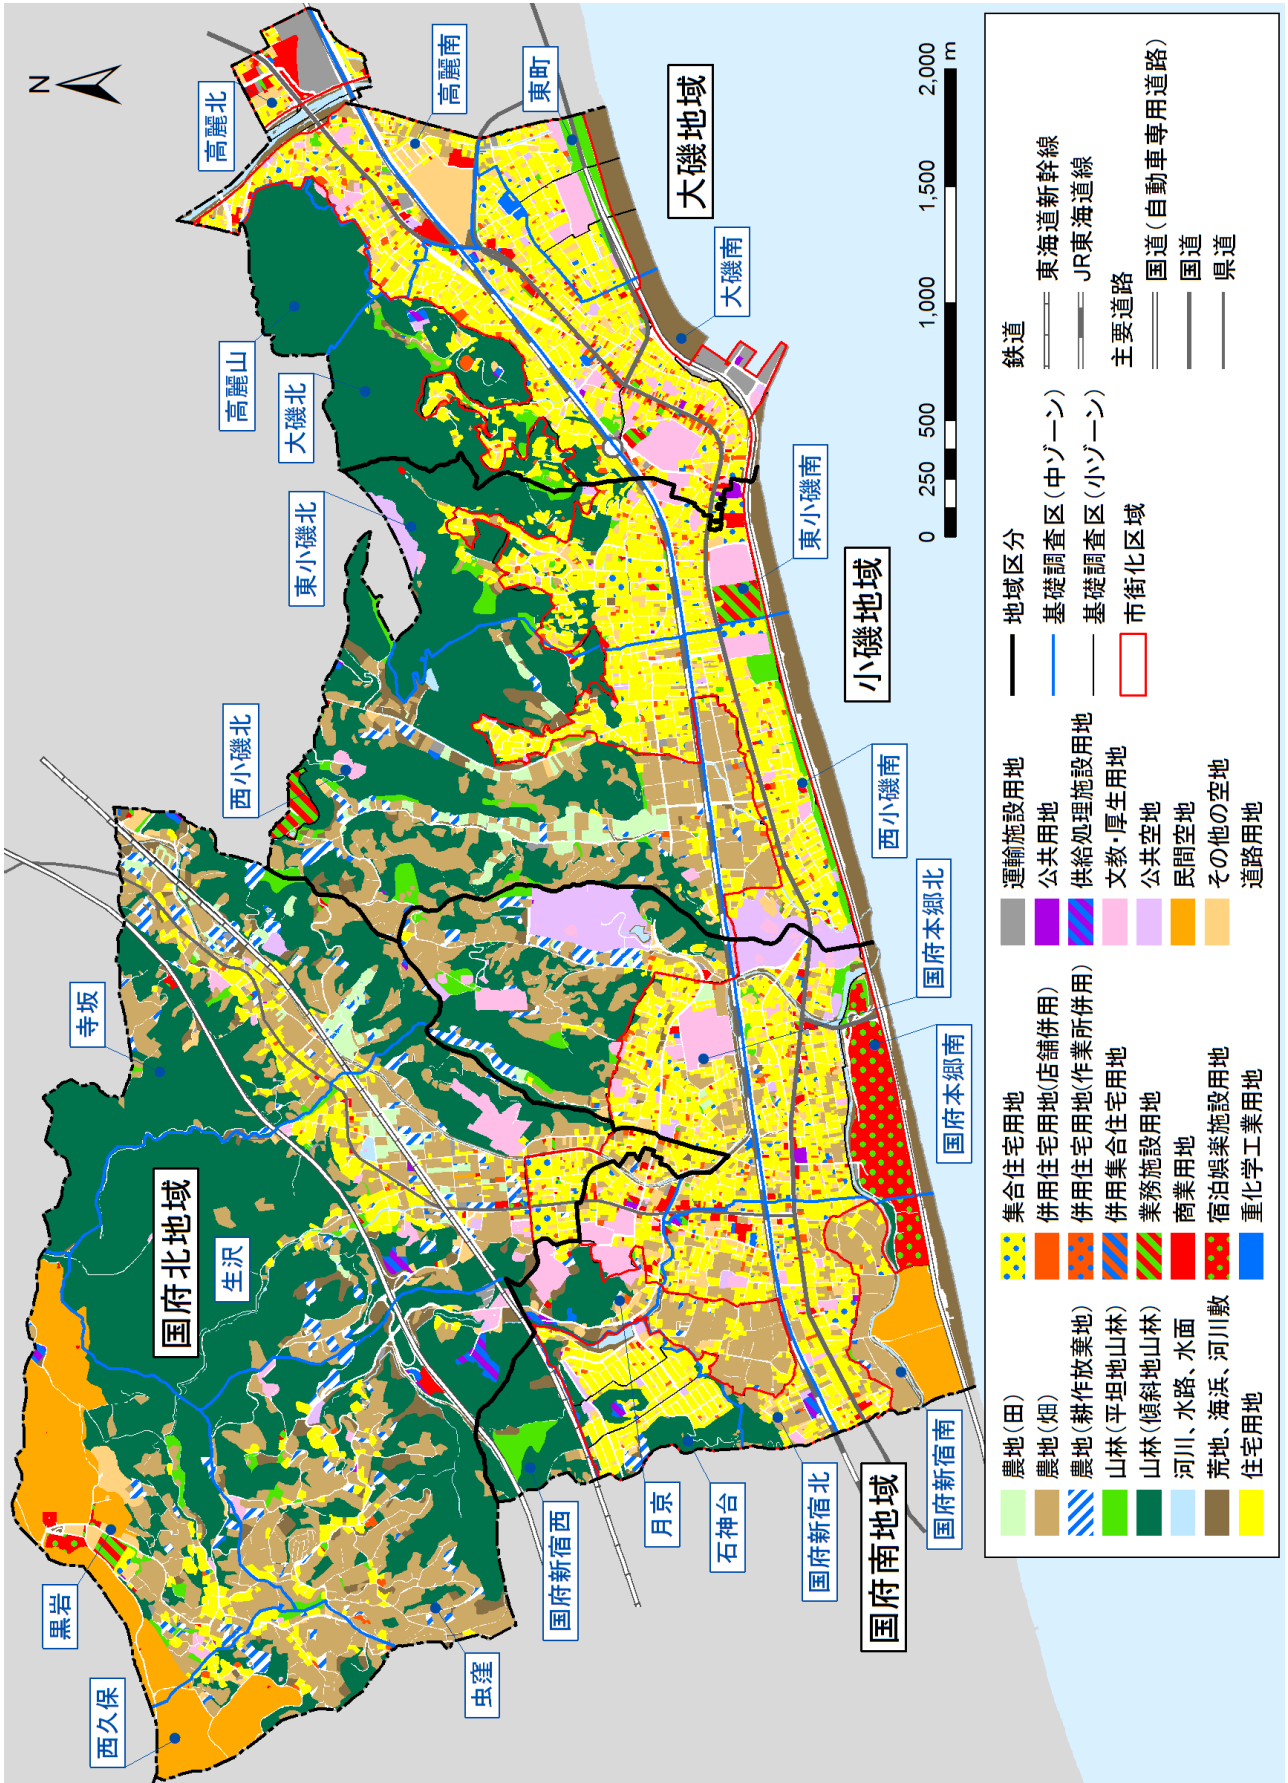 N
高麗北
高麗南
東町
大磯地域
大磯南
高麗山
大磯北
東小磯北
東小磯南
小磯地域
西小磯北
西小磯南
国府本郷北
国府本郷南
寺坂
国府北地域
生沢
黒岩
西久保
虫窪
国府新宿西
月京
石神台
国府新宿北
国府南地域
国府新宿南
0 250 500 1,000 1,500 2,000
m
農地(田)
農地(畑)
農地(耕作放棄地)
山林(平坦地山林)
山林(傾斜地山林)
河川、水路、水面
荒地、海浜、河川敷
住宅用地
集合住宅用地
併用住宅用地(店舗併用)
併用住宅用地(作業所併用)
併用集合住宅用地
業務施設用地
商業用地
宿泊娯楽施設用地
重化学工業用地
運輸施設用地
公共用地
供給処理施設用地
文教・厚生用地
公共空地
民間空地
その他の空地
道路用地
地域区分
基礎調査区(中ゾーン)
基礎調査区(小ゾーン)
市街化区域
鉄道
東海道新幹線
JR東海道線
主要道路
国道(自動車専用道路)
国道
県道